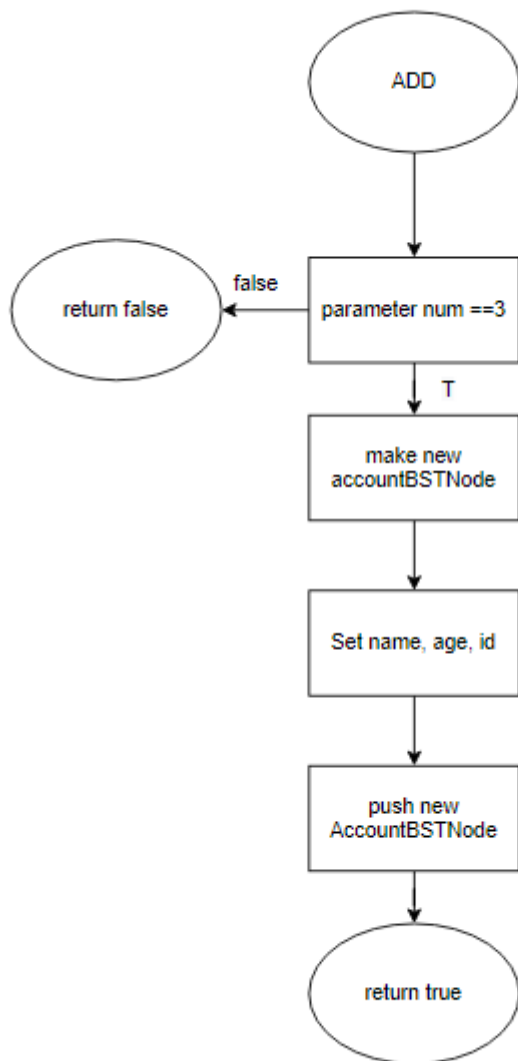 ADD
false
return false
parameter num ==3
T
make new
accountBSTNode
Set name, age, id
push new
AccountBSTNode
return true